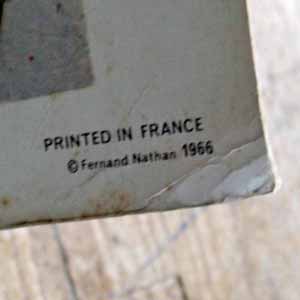 PRINTED IN FRANCE
© Fernand Nathan 1966